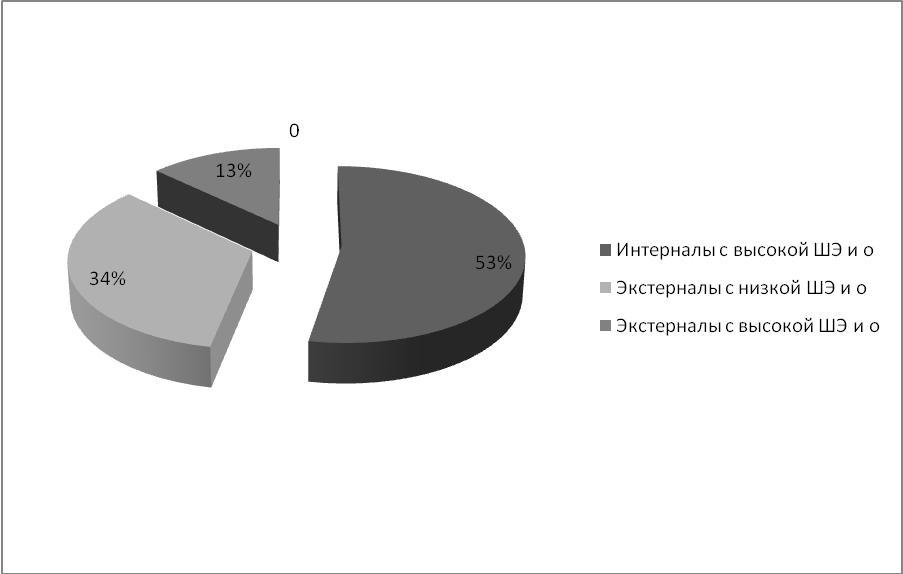 0
13%
53%
34%
Интерналы с высокой ШЭ и о
Экстерналы с низкой ШЭ и о
Экстерналы с высокой ШЭ и о